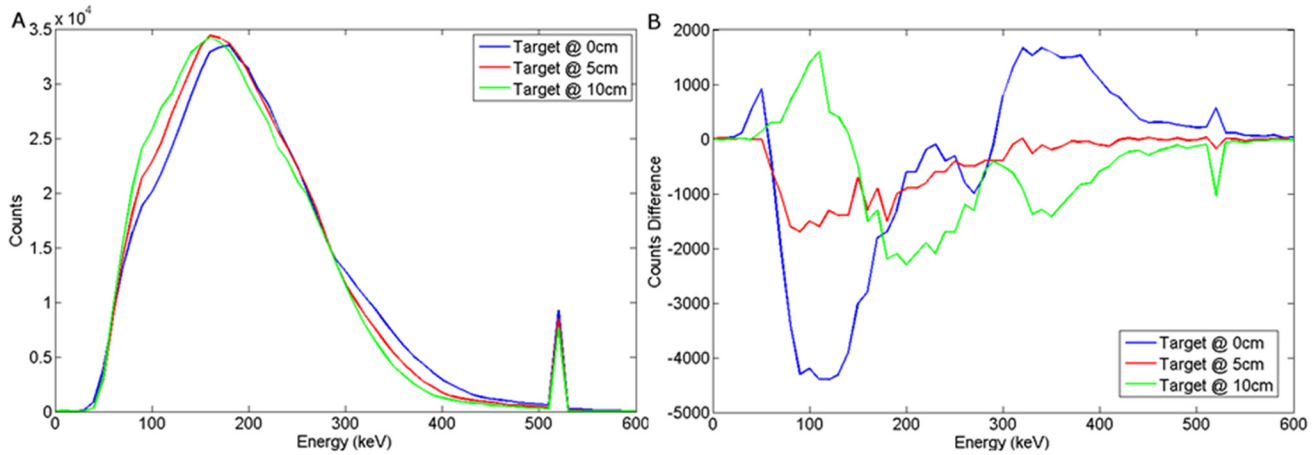 A
x 10⁴
3.5
3
2.5
2
1.5
1
0.5
0
Counts
0 100 200 300 400 500 600
Energy (keV)
Target @ 0cm
Target @ 5cm
Target @ 10cm
B
2000
1000
0
-1000
-2000
-3000
-4000
-5000
Counts Difference
0 100 200 300 400 500 600
Energy (keV)
Target @ 0cm
Target @ 5cm
Target @ 10cm